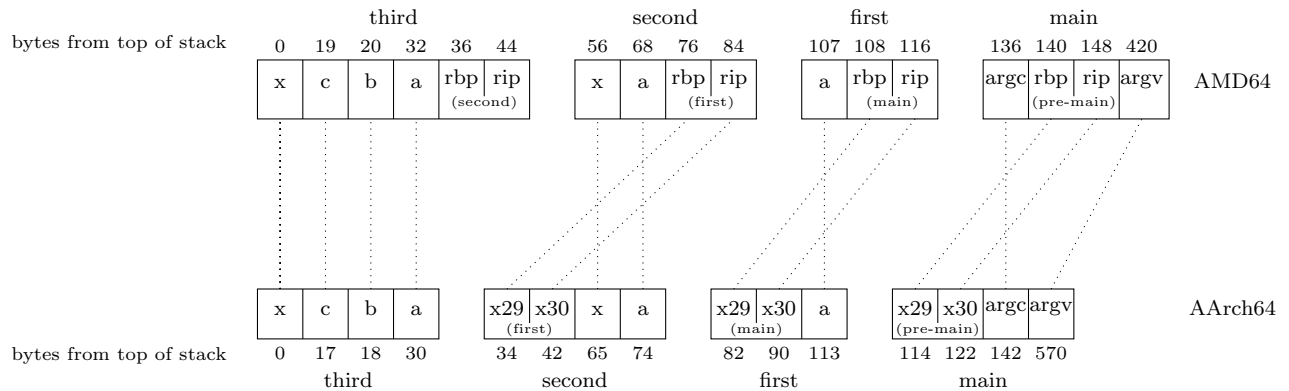 third second first main
bytes from top of stack 0 19 20 32 36 44 56 68 76 84 107 108 116 136 140 148 420
x c b a rbp rip x a rbp rip a rbp rip argc rbp rip argv AMD64
(second) (first) (main) (pre-main)
x c b a x29 x30 x a x29 x30 a x29 x30 argc argv AArch64
(first) (main) (pre-main)
bytes from top of stack 0 17 18 30 34 42 65 74 82 90 113 114 122 142 570
third second first main